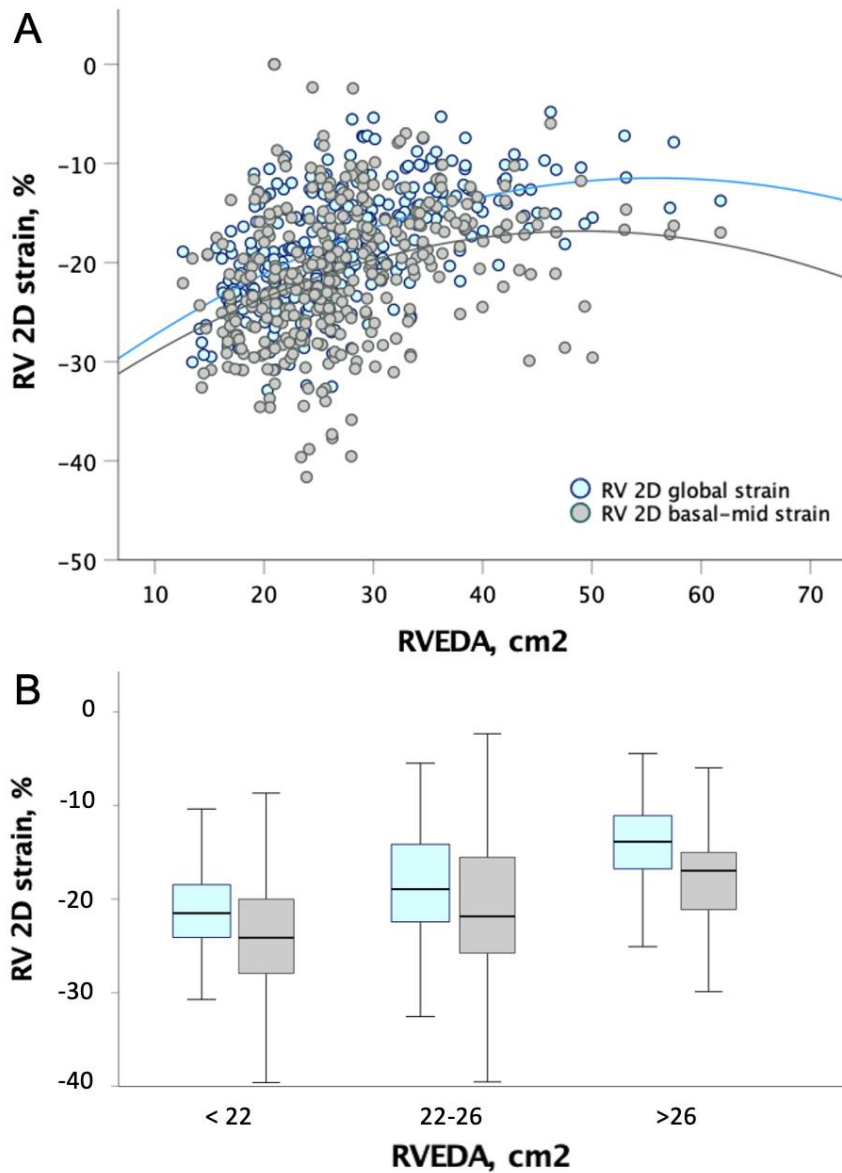 A
RV 2D strain, %
0
−10
−20
−30
−40
−50
RV 2D global strain
RV 2D basal−mid strain
10 20 30 40 50 60 70
RVEDA, cm2
B
RV 2D strain, %
0
-10
-20
-30
-40
< 22 22-26 >26
RVEDA, cm2